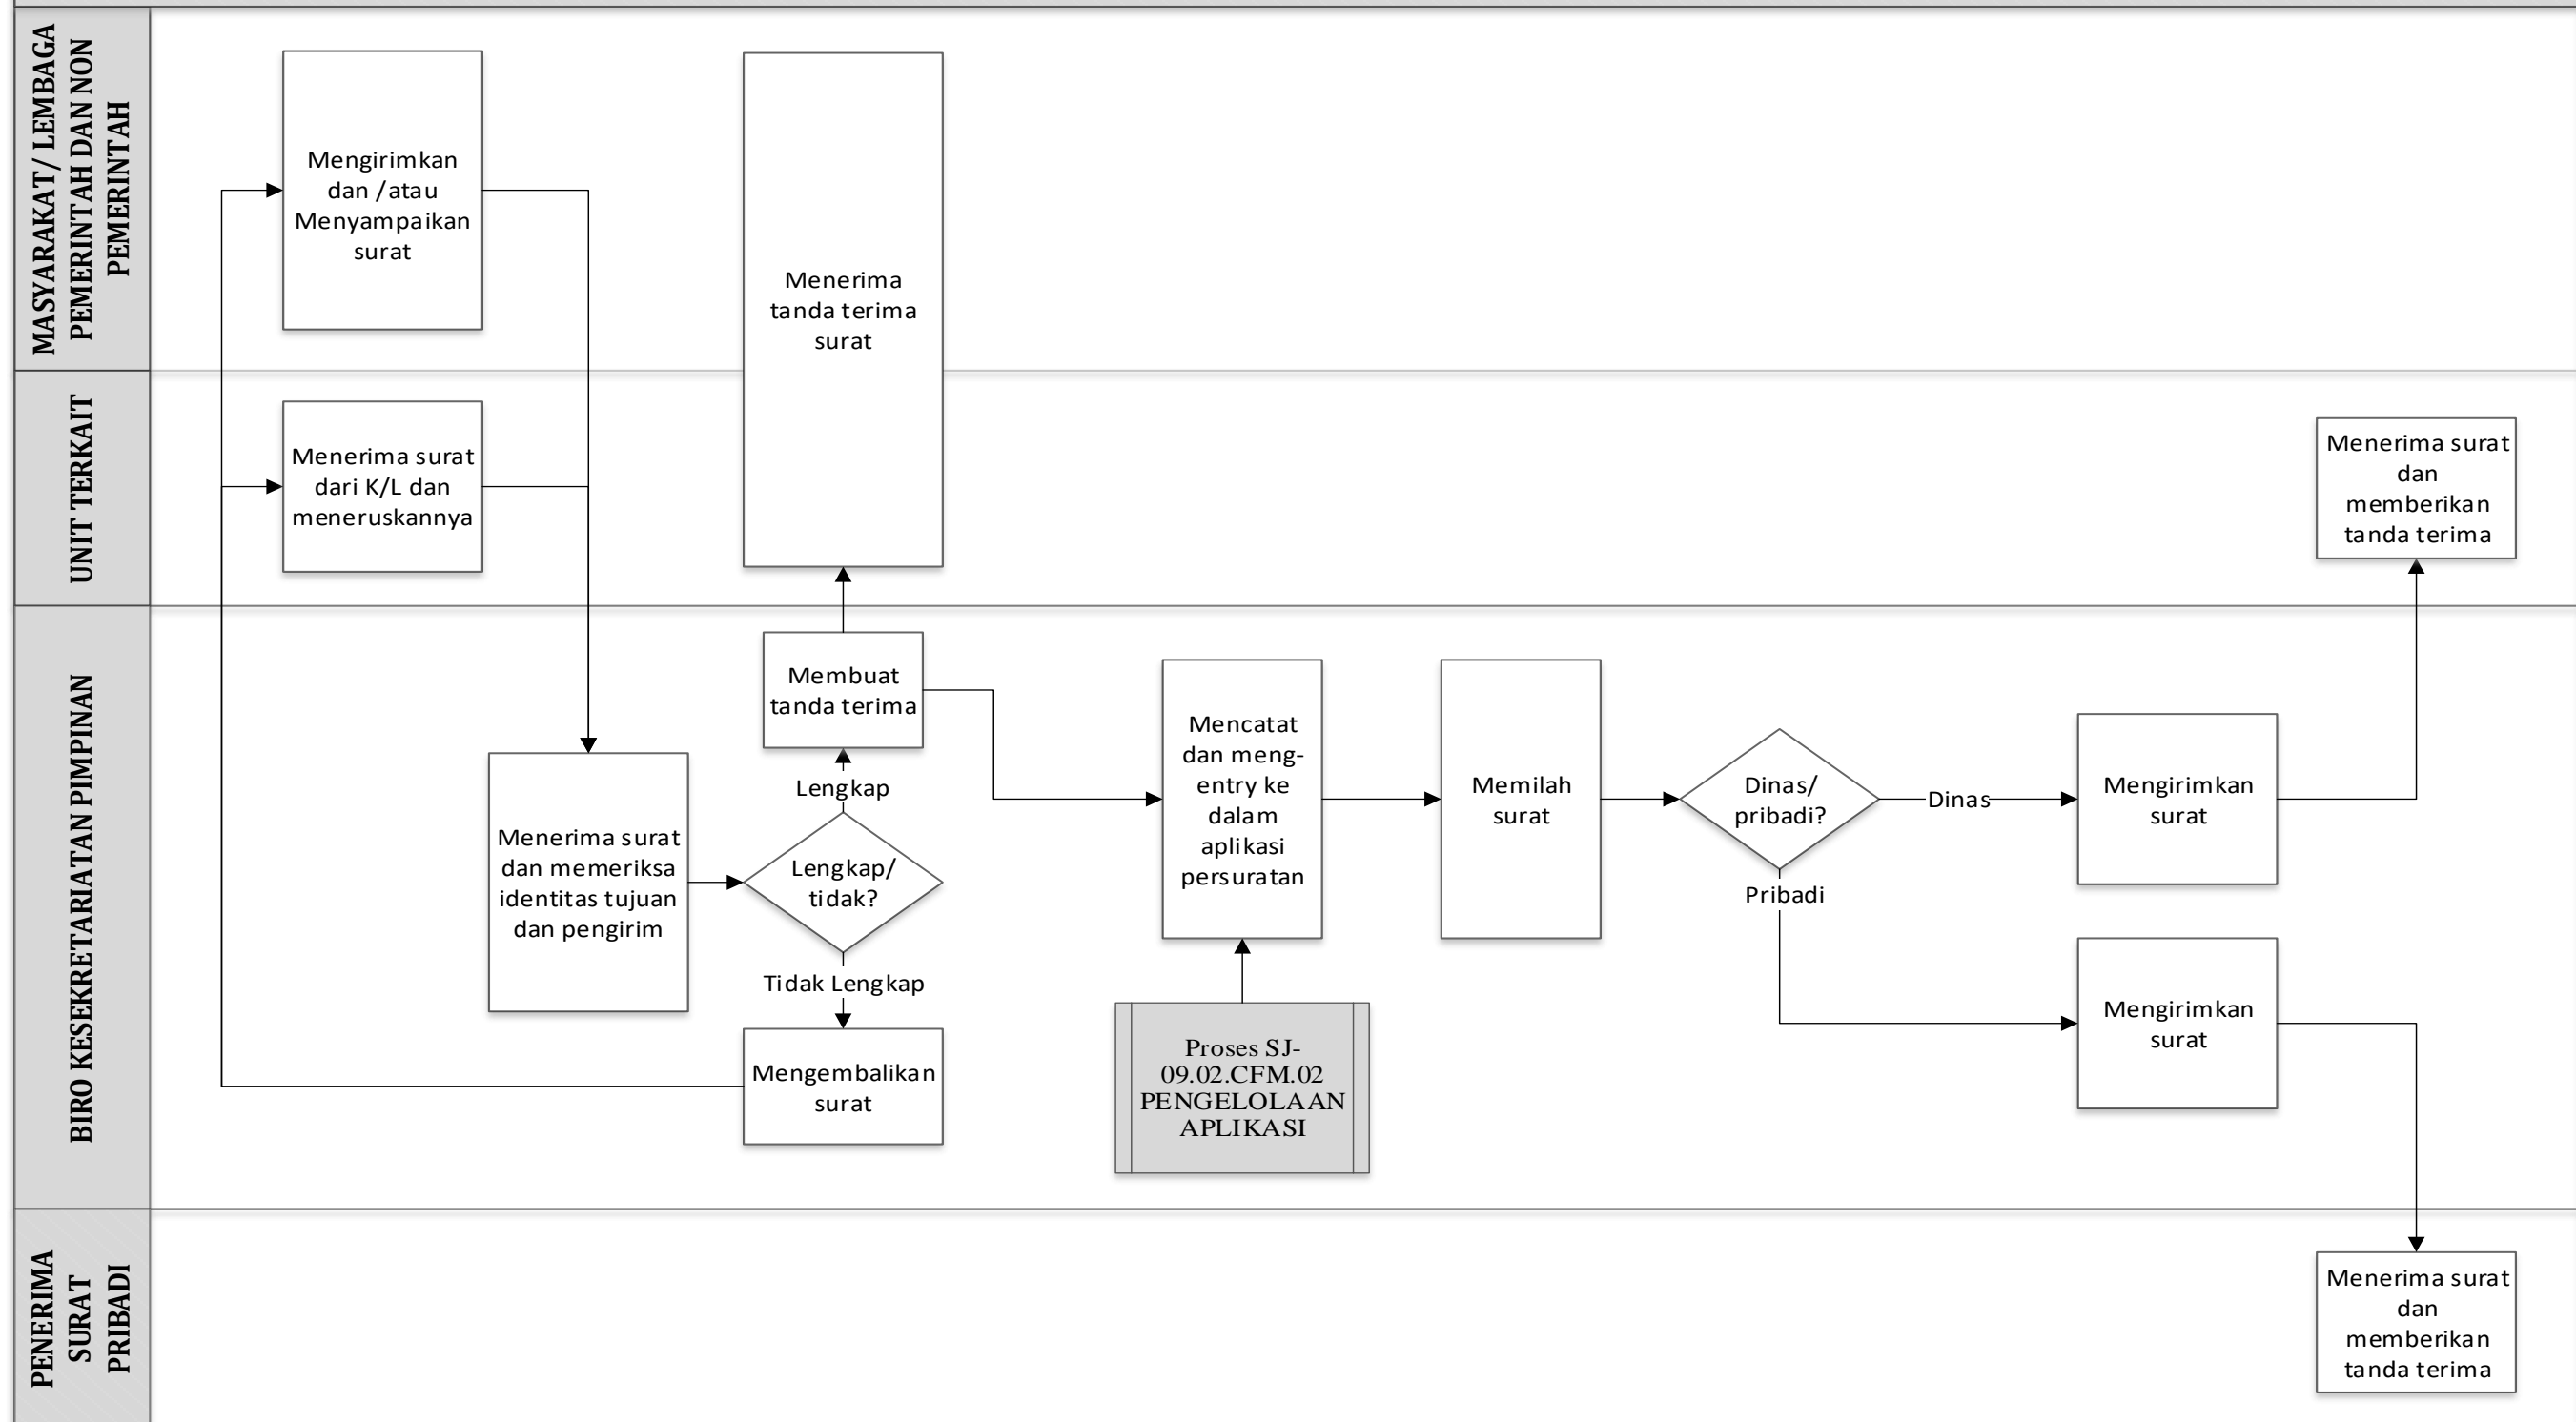 MASYARAKAT/ LEMBAGA
PEMERINTAH DAN NON
PEMERINTAH
Mengirimkan
dan /atau
Menyampaikan
surat
Menerima
tanda terima
surat
UNIT TERKAIT
Menerima surat
dari K/L dan
meneruskannya
Menerima surat
dan
memberikan
tanda terima
BIRO KESEKRETARIATAN PIMPINAN
Menerima surat
dan memeriksa
identitas tujuan
dan pengirim
Membuat
tanda terima
Lengkap
Lengkap/
tidak?
Tidak Lengkap
Mengembalikan
surat
Mencatat
dan meng-
entry ke
dalam
aplikasi
persuratan
Proses SJ-
09.02.CFM.02
PENGELOLAAN
APLIKASI
Memilah
surat
Dinas/
pribadi?
Dinas
Pribadi
Mengirimkan
surat
Mengirimkan
surat
PENERIMA
SURAT
PRIBADI
Menerima surat
dan
memberikan
tanda terima